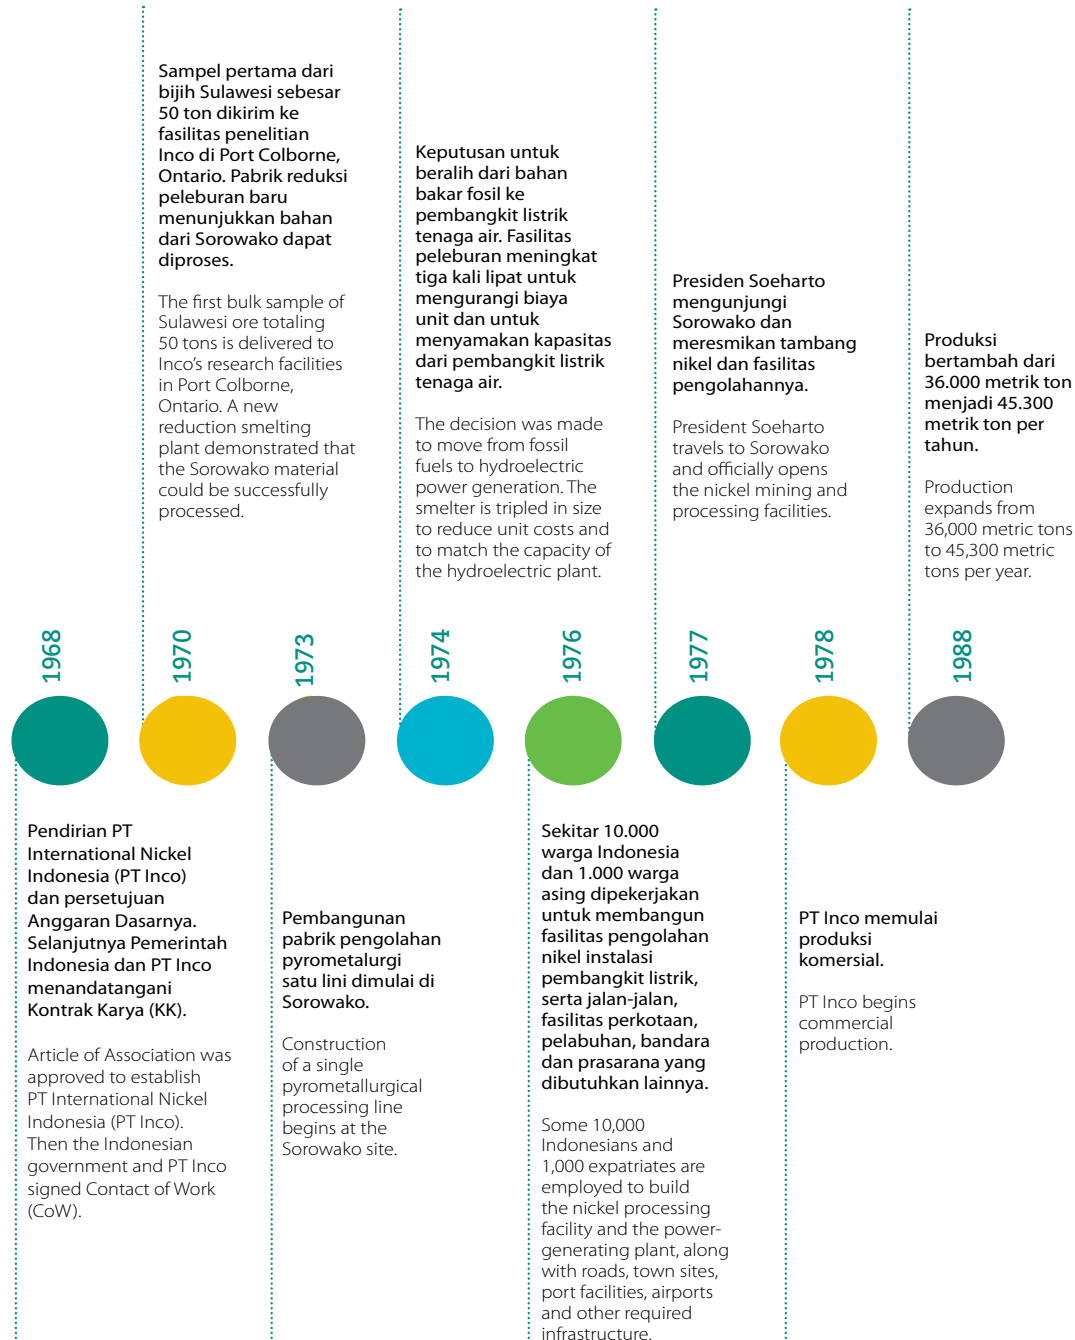 Sampel pertama dari
bijih Sulawesi sebesar
50 ton dikirim ke
fasilitas penelitian
Inco di Port Colborne,
Ontario. Pabrik reduksi
peleburan baru
menunjukkan bahan
dari Sorowako dapat
diproses.
The first bulk sample of
Sulawesi ore totaling
50 tons is delivered to
Inco’s research facilities
in Port Colborne,
Ontario. A new
reduction smelting
plant demonstrated that
the Sorowako material
could be successfully
processed.
Keputusan untuk
beralih dari bahan
bakar fosil ke
pembangkit listrik
tenaga air. Fasilitas
peleburan meningkat
tiga kali lipat untuk
mengurangi biaya
unit dan untuk
menyamakan kapasitas
dari pembangkit listrik
tenaga air.
The decision was made
to move from fossil
fuels to hydroelectric
power generation. The
smelter is tripled in size
to reduce unit costs and
to match the capacity of
the hydroelectric plant.
Presiden Soeharto
mengunjungi
Sorowako dan
meresmikan tambang
nikel dan fasilitas
pengolahannya.
President Soeharto
travels to Sorowako
and officially opens
the nickel mining and
processing facilities.
Produksi
bertambah dari
36.000 metrik ton
menjadi 45.300
metrik ton per
tahun.
Production
expands from
36,000 metric tons
to 45,300 metric
tons per year.
1968
1970
1973
1974
1976
1977
1978
1988
Pendirian PT
International Nickel
Indonesia (PT Inco)
dan persetujuan
Anggaran Dasarnya.
Selanjutnya Pemerintah
Indonesia dan PT Inco
menandatangani
Kontrak Karya (KK).
Article of Association was
approved to establish
PT International Nickel
Indonesia (PT Inco).
Then the Indonesian
government and PT Inco
signed Contact of Work
(CoW).
Pembangunan
pabrik pengolahan
pyrometalurgi
satu lini dimulai di
Sorowako.
Construction
of a single
pyrometallurgical
processing line
begins at the
Sorowako site.
Sekitar 10.000
warga Indonesia
dan 1.000 warga
asing dipekerjakan
untuk membangun
fasilitas pengolahan
nikel instalasi
pembangkit listrik,
serta jalan-jalan,
fasilitas perkotaan,
pelabuhan, bandara
dan prasarana yang
dibutuhkan lainnya.
Some 10,000
Indonesians and
1,000 expatriates are
employed to build
the nickel processing
facility and the power-
generating plant, along
with roads, town sites,
port facilities, airports
and other required
infrastructure.
PT Inco memulai
produksi
komersial.
PT Inco begins
commercial
production.